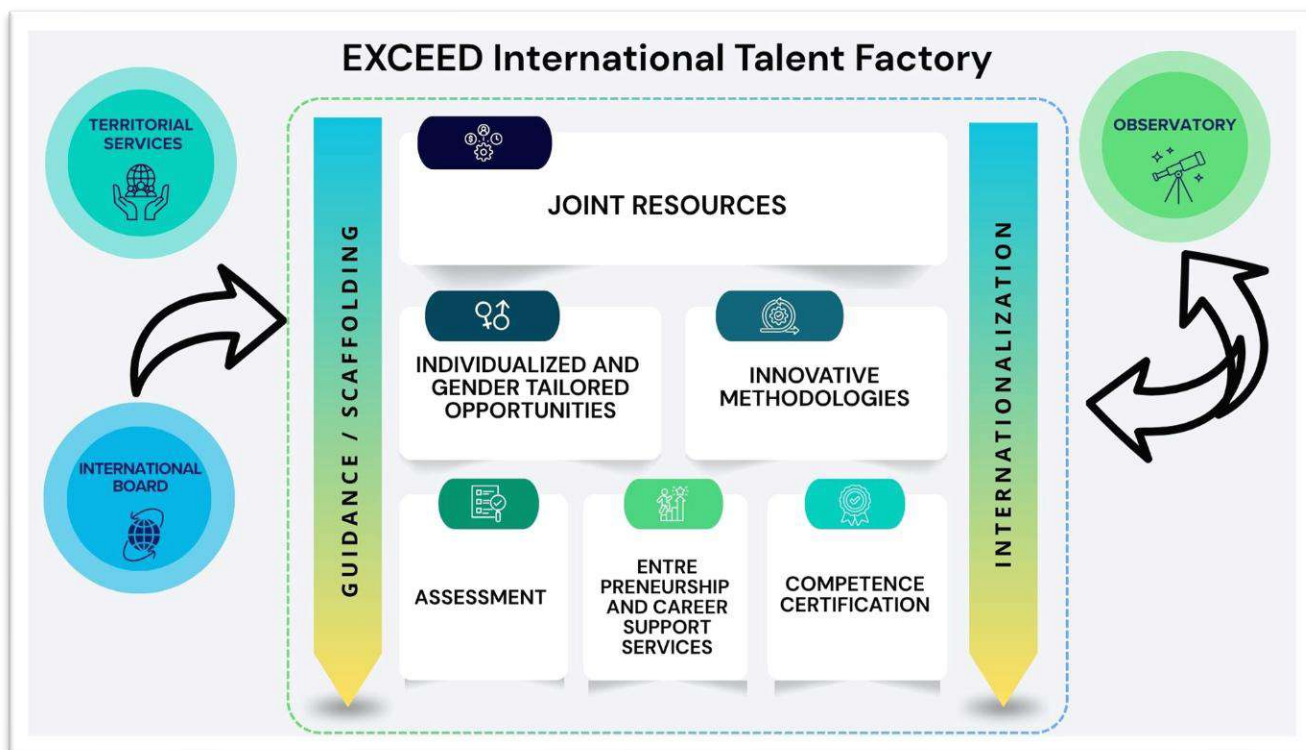 EXCEED International Talent Factory
TERRITORIAL
SERVICES
OBSERVATORY
JOINT RESOURCES
GUIDANCE / SCAFFOLDING
INTERNATIONALIZATION
INDIVIDUALIZED AND
GENDER TAILORED
OPPORTUNITIES
INNOVATIVE
METHODOLOGIES
INTERNATIONAL
BOARD
ASSESSMENT
ENTRE
PRENEURSHIP
AND CAREER
SUPPORT
SERVICES
COMPETENCE
CERTIFICATION